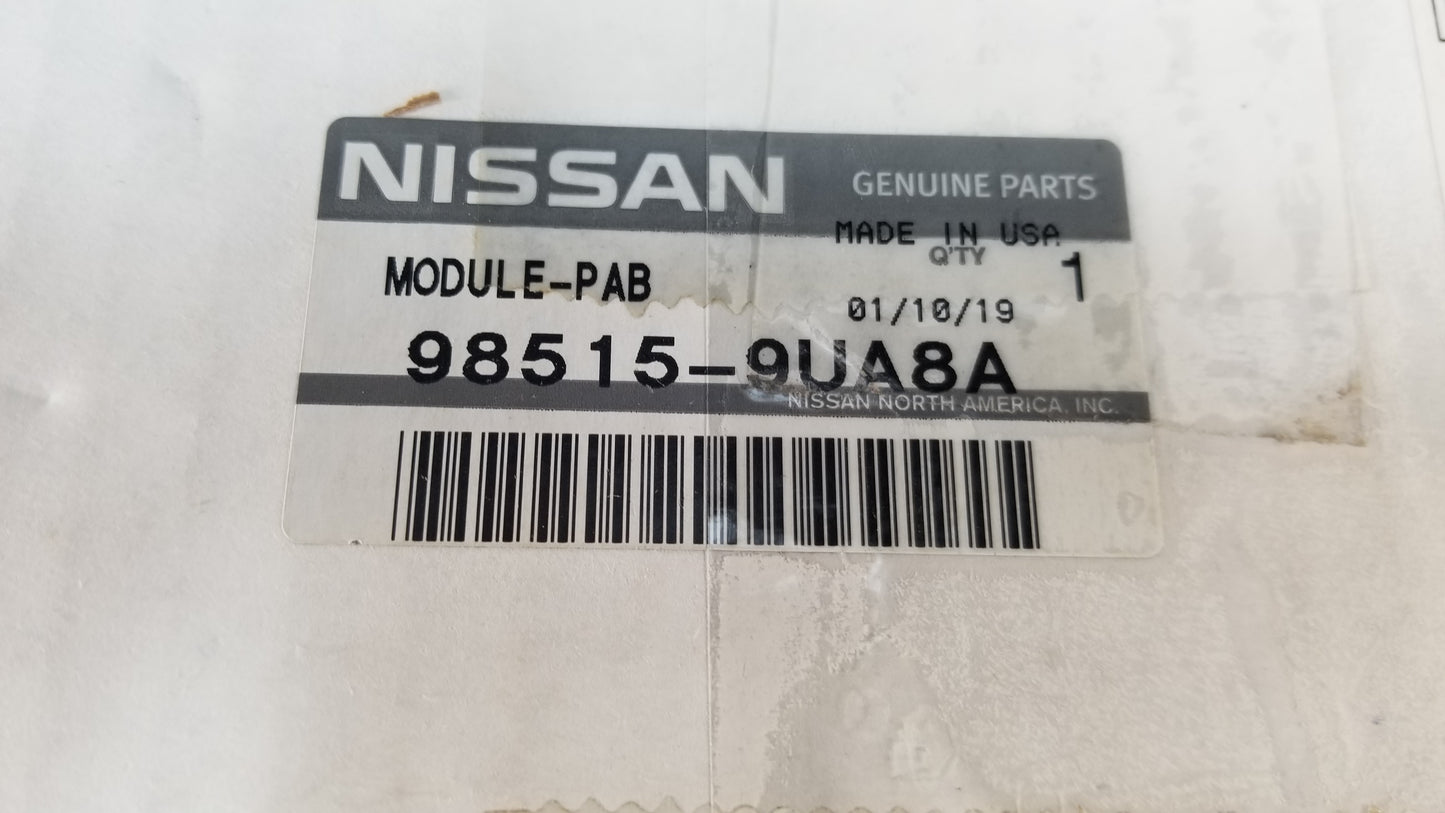 NISSAN GENUINE PARTS
MADE IN USA
Q'TY 1
MODULE-PAB
01/10/19
98515-9UA8A
NISSAN NORTH AMERICA, INC.